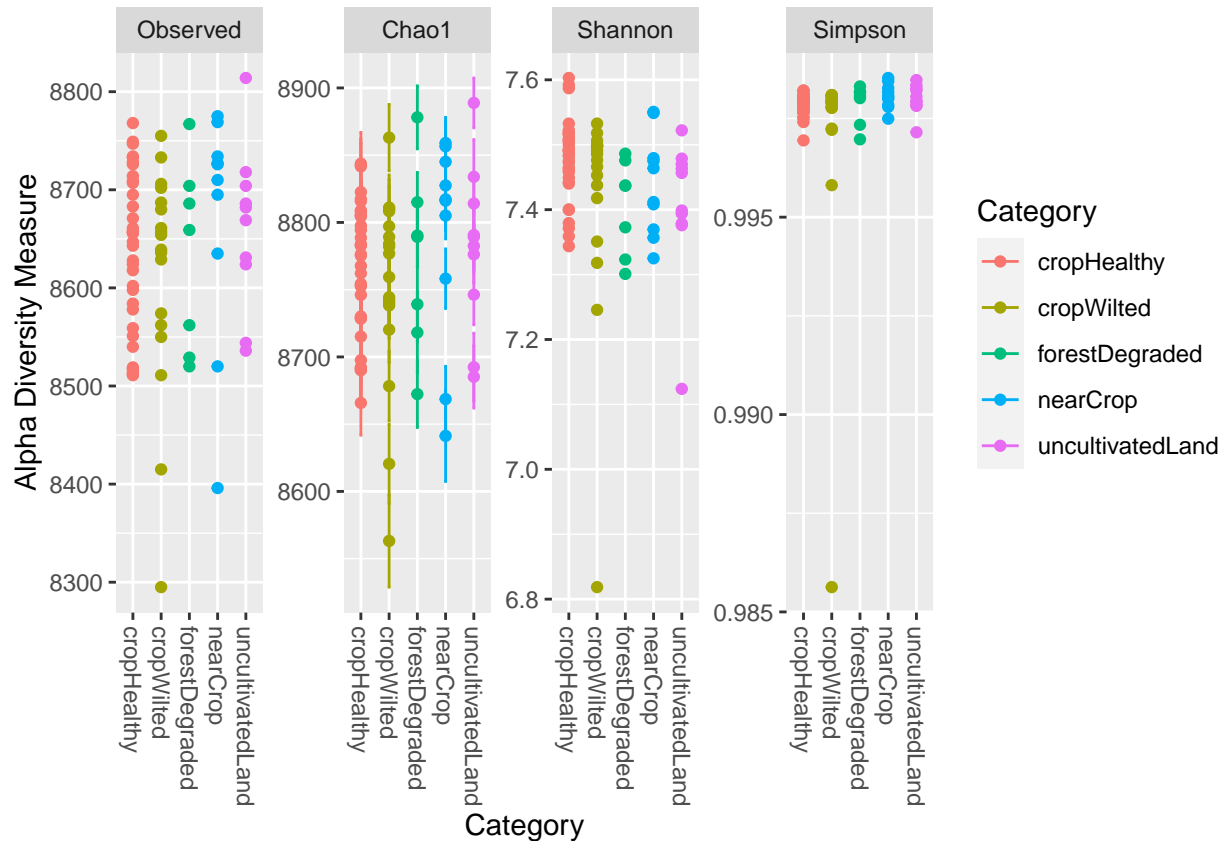 Observed
Chao1
Shannon
Simpson
Alpha Diversity Measure
8800
8700
8600
8500
8400
8300
8900
8800
8700
8600
7.6
7.4
7.2
7.0
6.8
0.995
0.990
0.985
cropHealthy
cropWilted
forestDegraded
nearCrop
uncultivatedLand
cropHealthy
cropWilted
forestDegraded
nearCrop
uncultivatedLand
cropHealthy
cropWilted
forestDegraded
nearCrop
uncultivatedLand
cropHealthy
cropWilted
forestDegraded
nearCrop
uncultivatedLand
Category
Category
cropHealthy
cropWilted
forestDegraded
nearCrop
uncultivatedLand